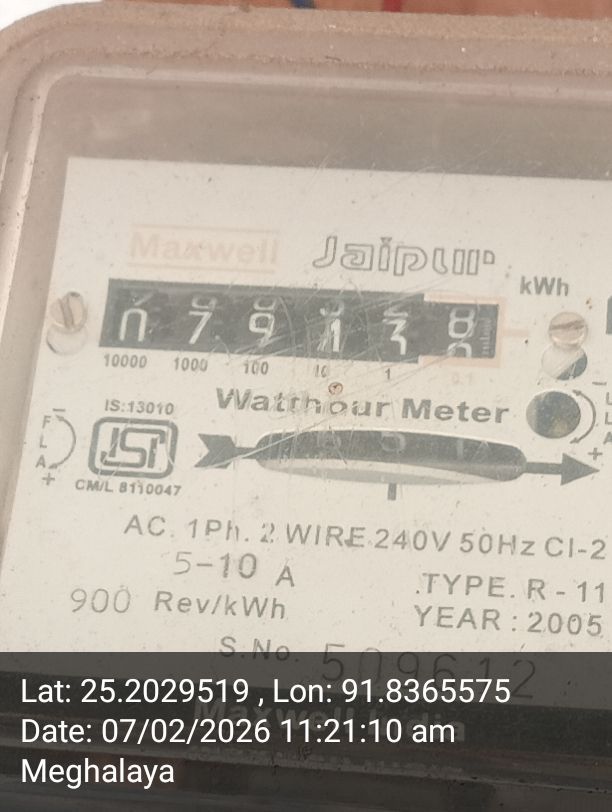 Maxwell Jaipur
kWh
0 7 9 1 3 8
10000 1000 100 10 1 0.1
Watthour Meter
IS:13010
F L A
- +
ISI
CM/L 8110047
AC. 1Ph. 2 WIRE 240V 50Hz Cl-2
5-10 A
.TYPE. R - 11
900 Rev/kWh
YEAR : 2005
S.No. 509612
Lat: 25.2029519 , Lon: 91.8365575
Date: 07/02/2026 11:21:10 am
Meghalaya